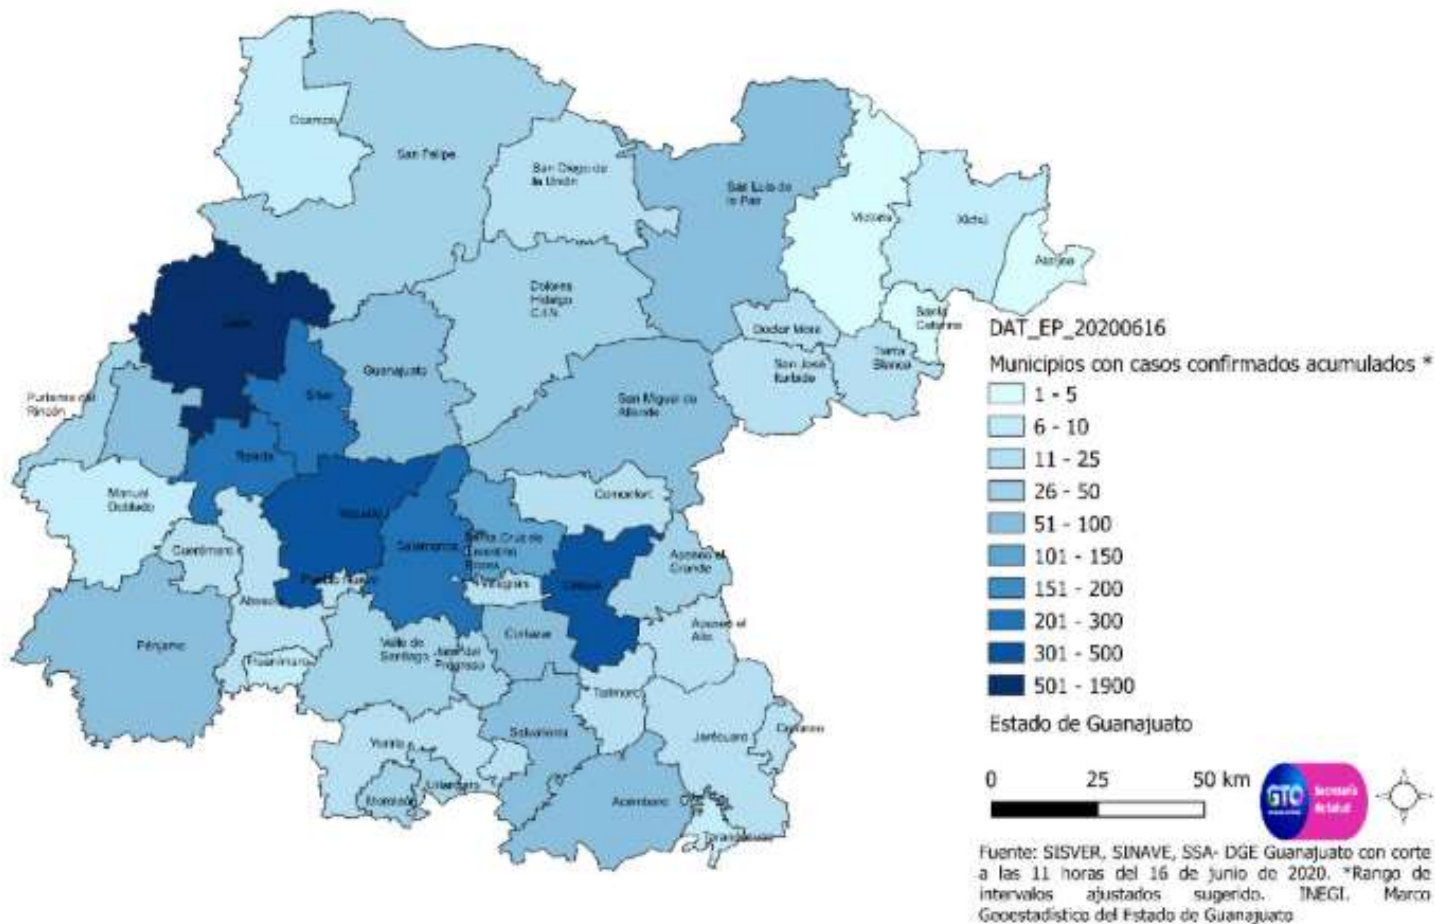 Ocampo
San Felipe
San Diego de
la Unión
San Luis de
la Paz
Victoria
Xichú
Atarjea
Dolores
Hidalgo
C.I.N.
Santa
Catarina
León
Doctor Mora
Guanajuato
San José
Iturbide
Tierra
Blanca
Purísima del
Rincón
Silao
San Miguel de
Allende
Romita
Manuel
Doblado
Comonfort
Irapuato
Cuerámaro
Salamanca
Santa Cruz de
Juventino
Rosas
Apaseo el
Grande
Pueblo Nuevo
Villagrán
Celaya
Abasolo
Apaseo el
Alto
Pénjamo
Cortazar
Valle de
Santiago
Jaral del
Progreso
Huanímaro
Tarimoro
Salvatierra
Jerécuaro
Coroneo
Yuriria
Uriangato
Moroleón
Acámbaro
Tarandacuao
DAT_EP_20200616
Municipios con casos confirmados acumulados *
1 - 5
6 - 10
11 - 25
26 - 50
51 - 100
101 - 150
151 - 200
201 - 300
301 - 500
501 - 1900
Estado de Guanajuato
0 25 50 km
GTO
Secretaría
de Salud
Fuente: SISVER, SINAVE, SSA- DGE Guanajuato con corte
a las 11 horas del 16 de junio de 2020. *Rango de
intervalos ajustados sugerido. INEGI. Marco
Geoestadístico del Estado de Guanajuato